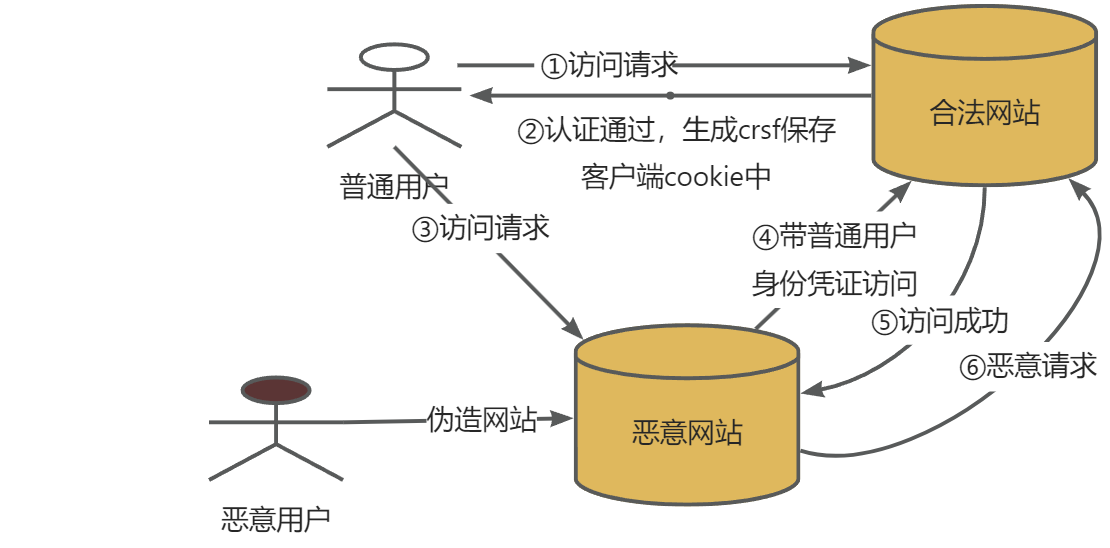 ①访问请求
合法网站
②认证通过，生成crsf保存
客户端cookie中
普通用户
③访问请求
④带普通用户
身份凭证访问
⑤访问成功
⑥恶意请求
伪造网站
恶意网站
恶意用户